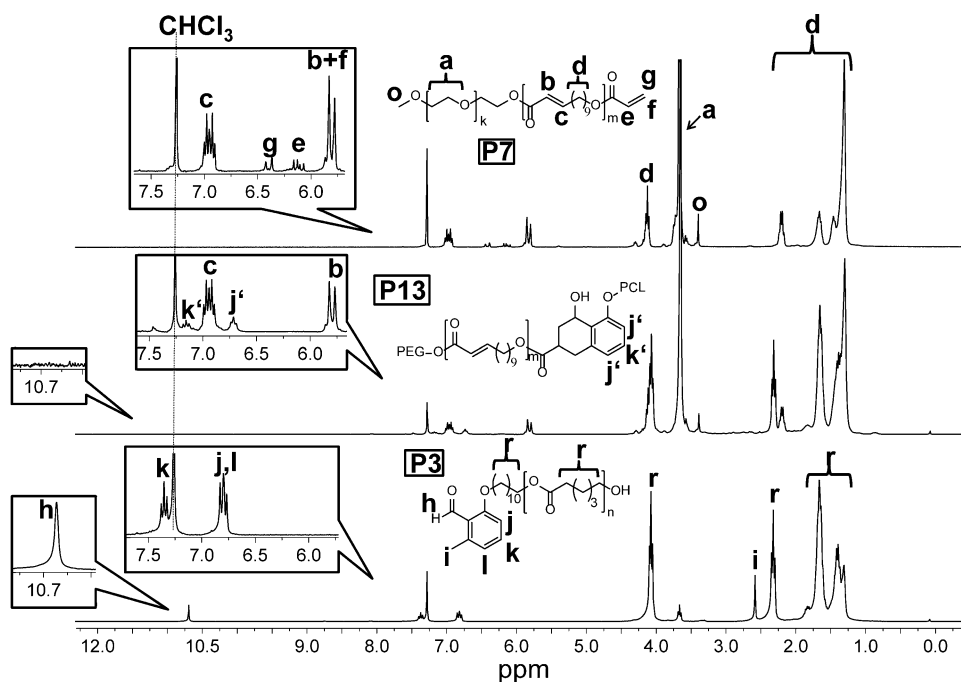 CHCl3
b+f
c
g
e
7.5 7.0 6.5 6.0
o
a
k
O
O
b
c
d
9
O
m
O
e
g
f
P7
d
a
o
d
c
k‘
j‘
b
7.5 7.0 6.5 6.0
10.7
P13
PEG
O
O
9
O
m
O
OH
O
PCL
j‘
k‘
j‘
k
j,l
7.5 7.0 6.5 6.0
h
10.7
P3
r
r
O
10
O
O
3
OH
n
h
O
H
j
k
i
l
r
i
r
r
12.0 10.5 9.0 7.5 6.0 5.0 4.0 3.0 2.0 1.0 0.0
ppm